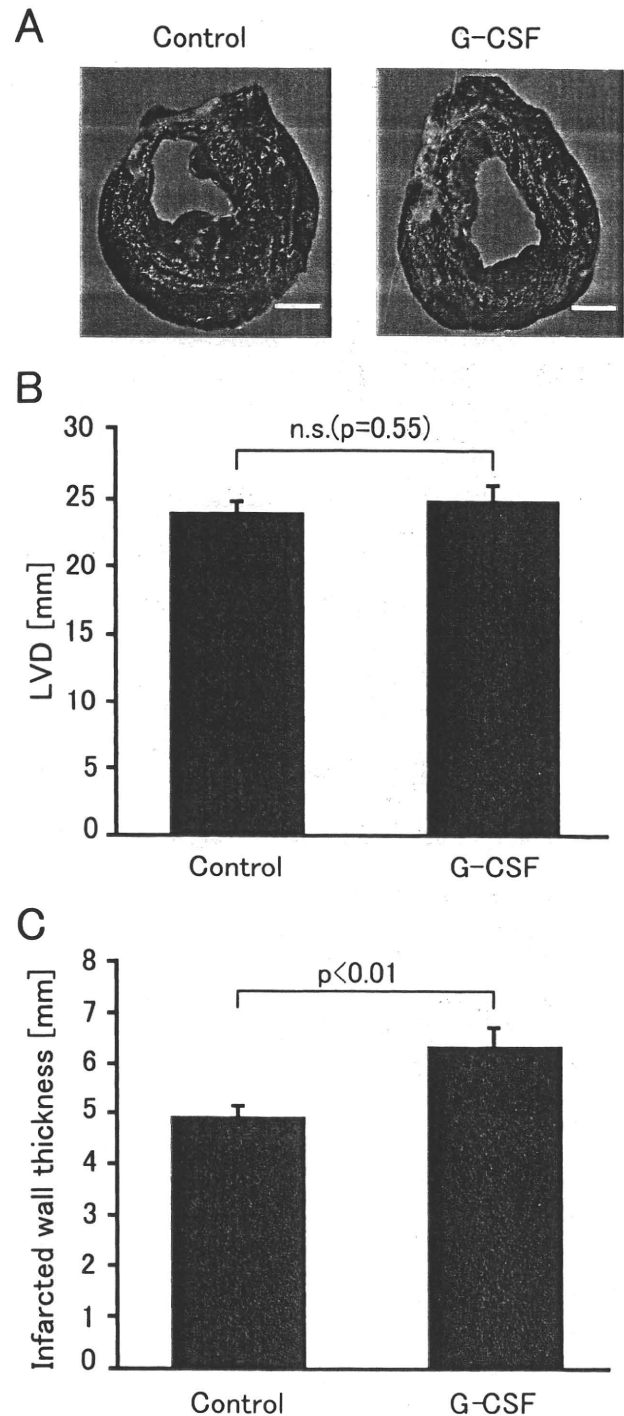 A
Control G-CSF
B
n.s.(p=0.55)
30
25
20
15
10
5
0
LVD [mm]
Control G-CSF
C
p<0.01
8
7
6
5
4
3
2
1
0
Infarcted wall thickness [mm]
Control G-CSF